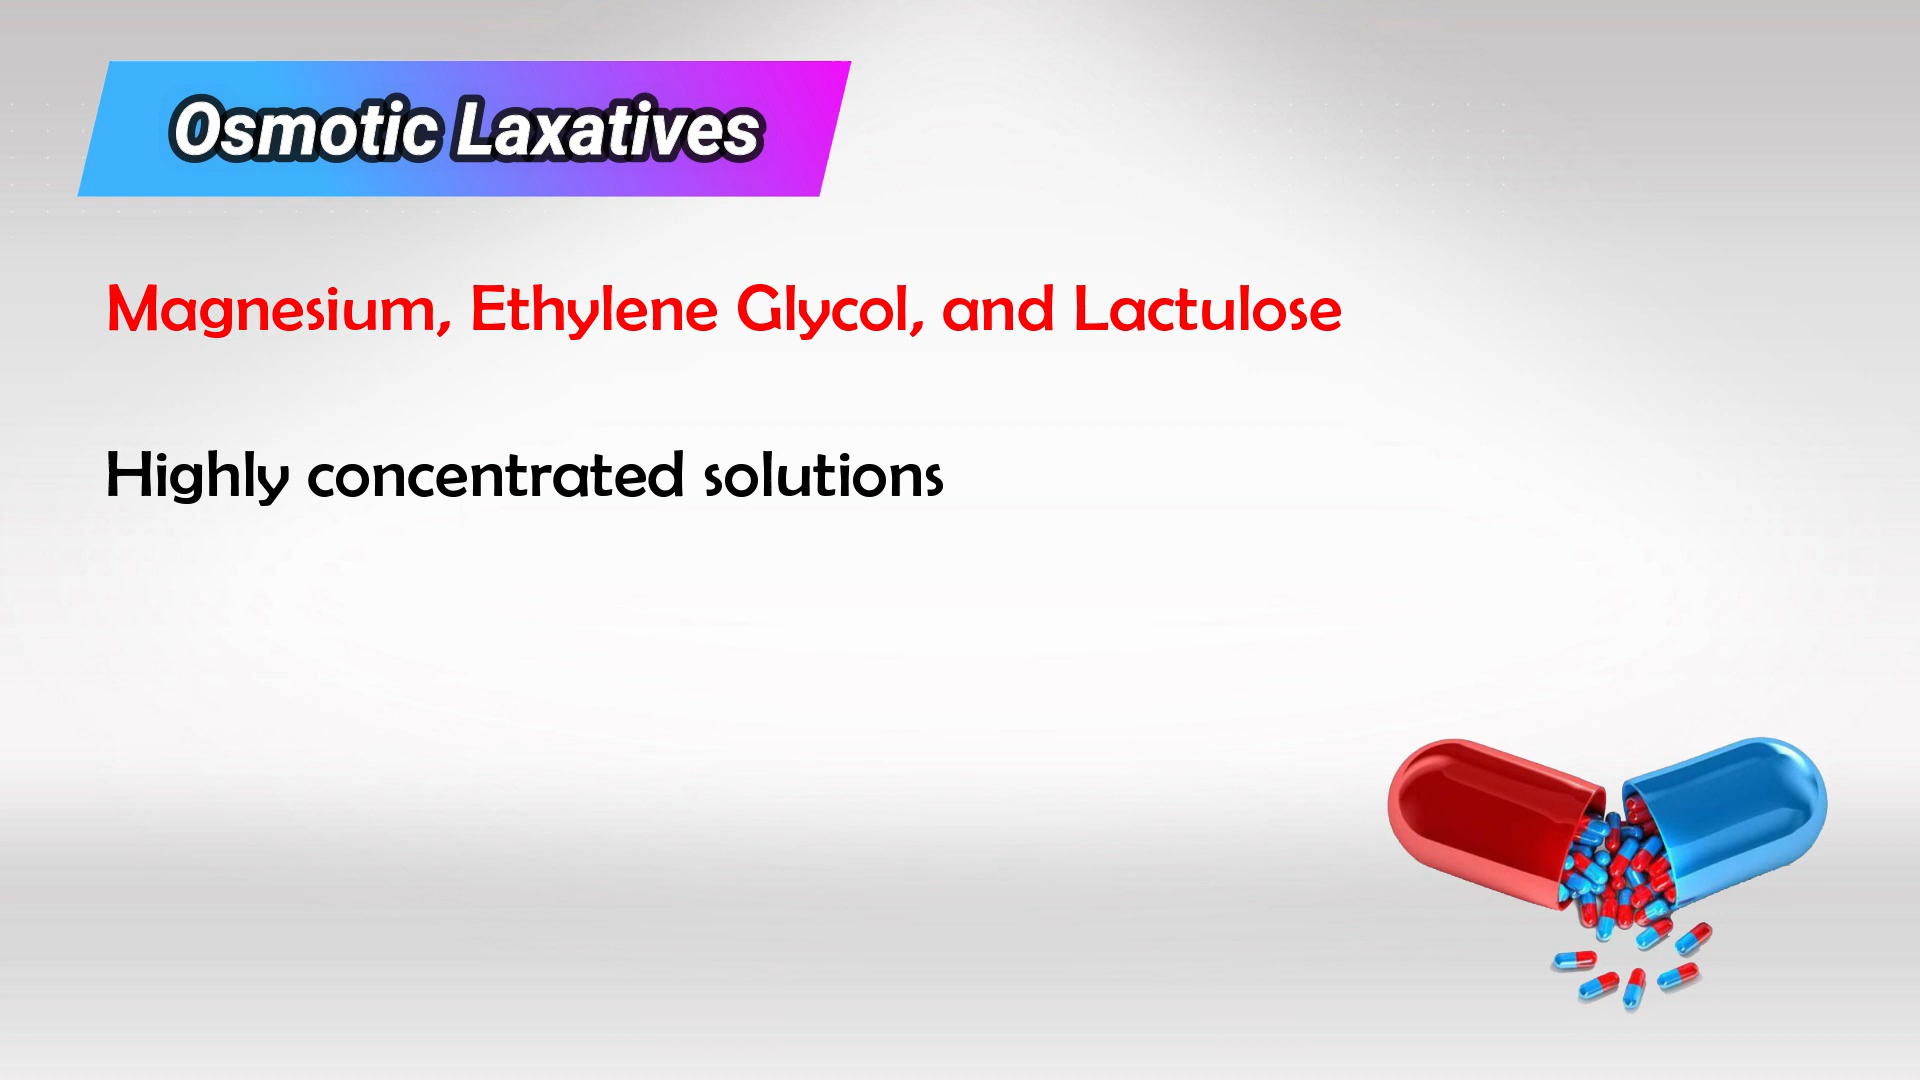 Osmotic Laxatives
Magnesium, Ethylene Glycol, and Lactulose
Highly concentrated solutions